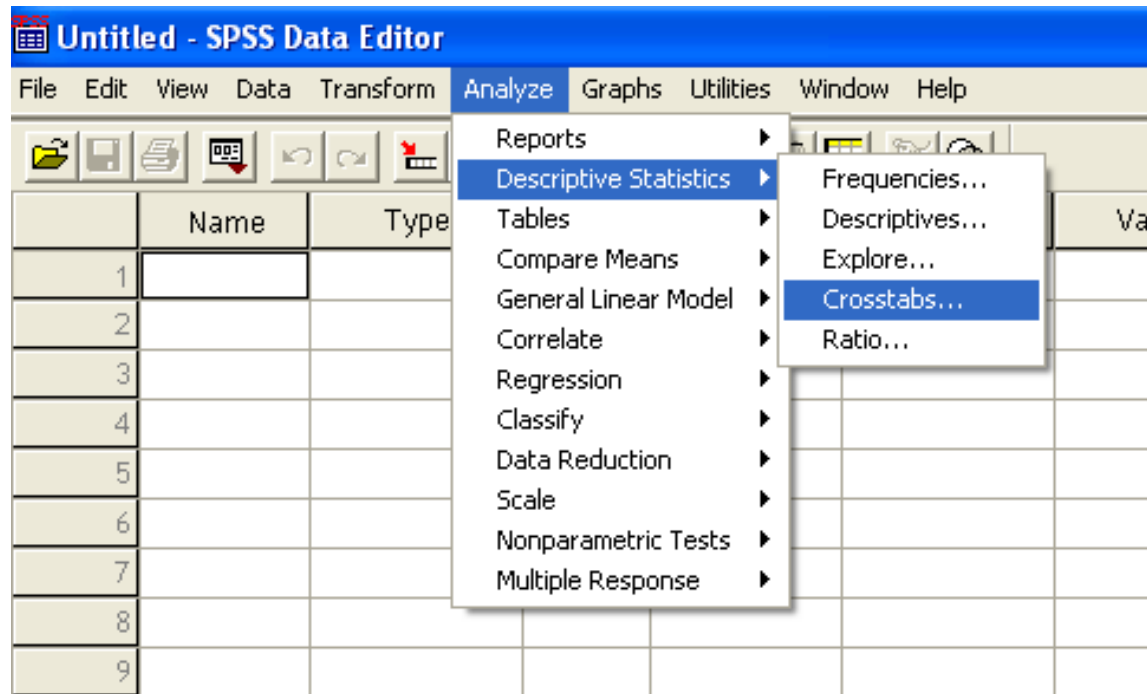 SPSS
Untitled - SPSS Data Editor
File Edit View Data Transform Analyze Graphs Utilities Window Help
Reports
Descriptive Statistics
Tables
Compare Means
General Linear Model
Correlate
Regression
Classify
Data Reduction
Scale
Nonparametric Tests
Multiple Response
Frequencies...
Descriptives...
Explore...
Crosstabs...
Ratio...
Name Type Va
1
2
3
4
5
6
7
8
9